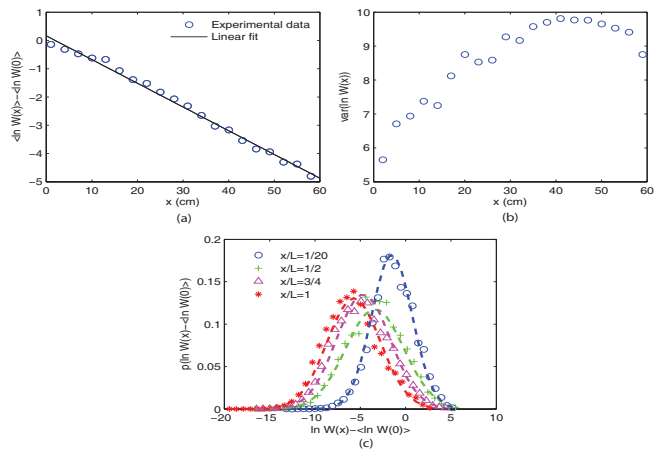 Experimental data
Linear fit
<ln W(x)>−<ln W(0)>
1
0
−1
−2
−3
−4
−5
0 10 20 30 40 50 60
x (cm)
(a)
var(ln W(x))
10
9
8
7
6
5
0 10 20 30 40 50 60
x (cm)
(b)
x/L=1/20
x/L=1/2
x/L=3/4
x/L=1
p(ln W(x)−<ln W(0)>)
0.2
0.15
0.1
0.05
0
−20 −15 −10 −5 0 5 10
ln W(x)−<ln W(0)>
(c)